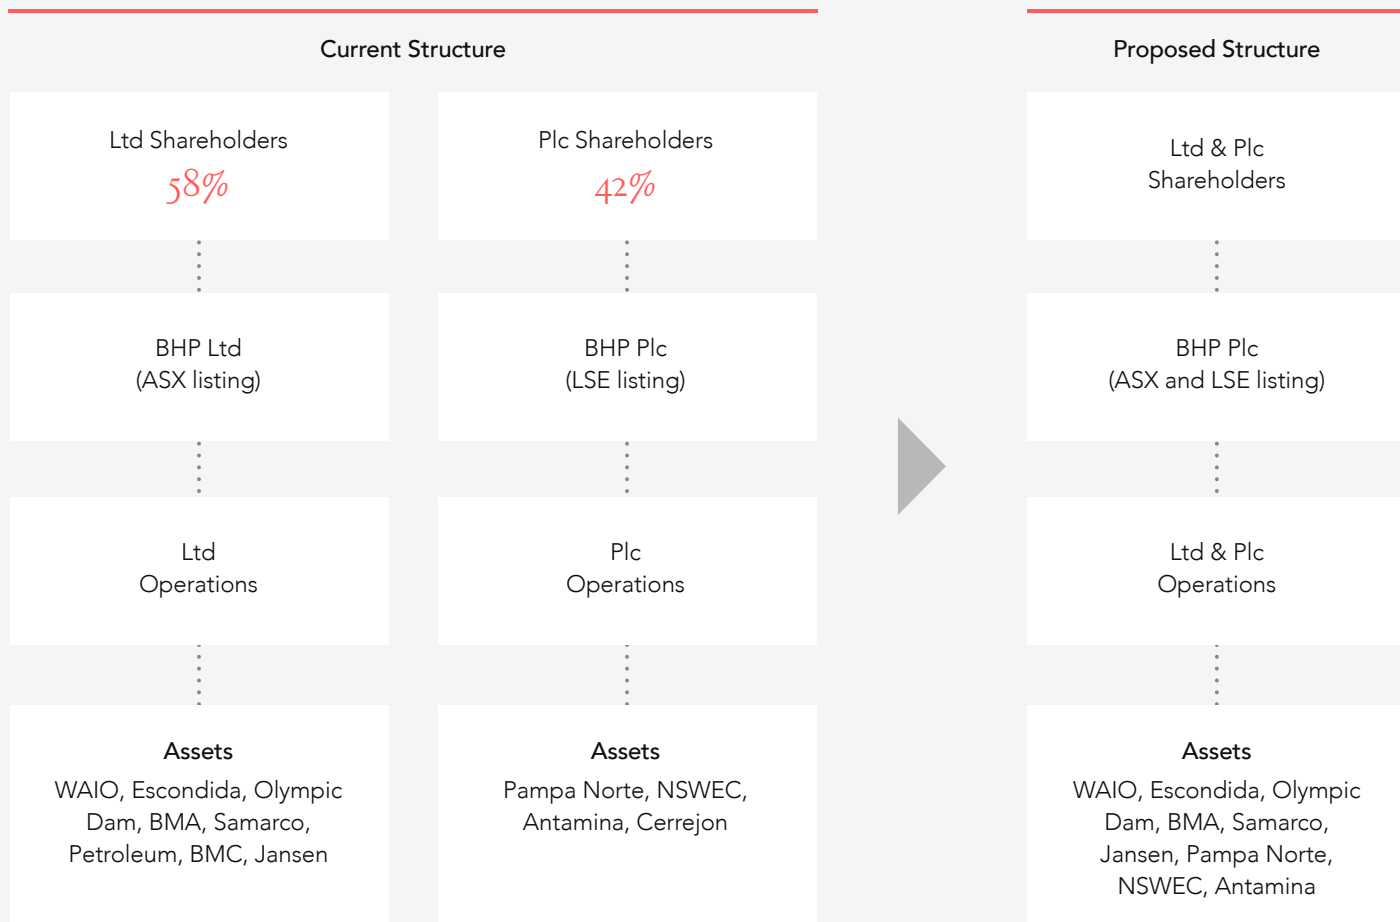 Current Structure
Proposed Structure
Ltd Shareholders
58%
Plc Shareholders
42%
Ltd & Plc
Shareholders
BHP Ltd
(ASX listing)
BHP Plc
(LSE listing)
BHP Plc
(ASX and LSE listing)
Ltd
Operations
Plc
Operations
Ltd & Plc
Operations
Assets
WAIO, Escondida, Olympic
Dam, BMA, Samarco,
Petroleum, BMC, Jansen
Assets
Pampa Norte, NSWEC,
Antamina, Cerrejon
Assets
WAIO, Escondida, Olympic
Dam, BMA, Samarco,
Jansen, Pampa Norte,
NSWEC, Antamina